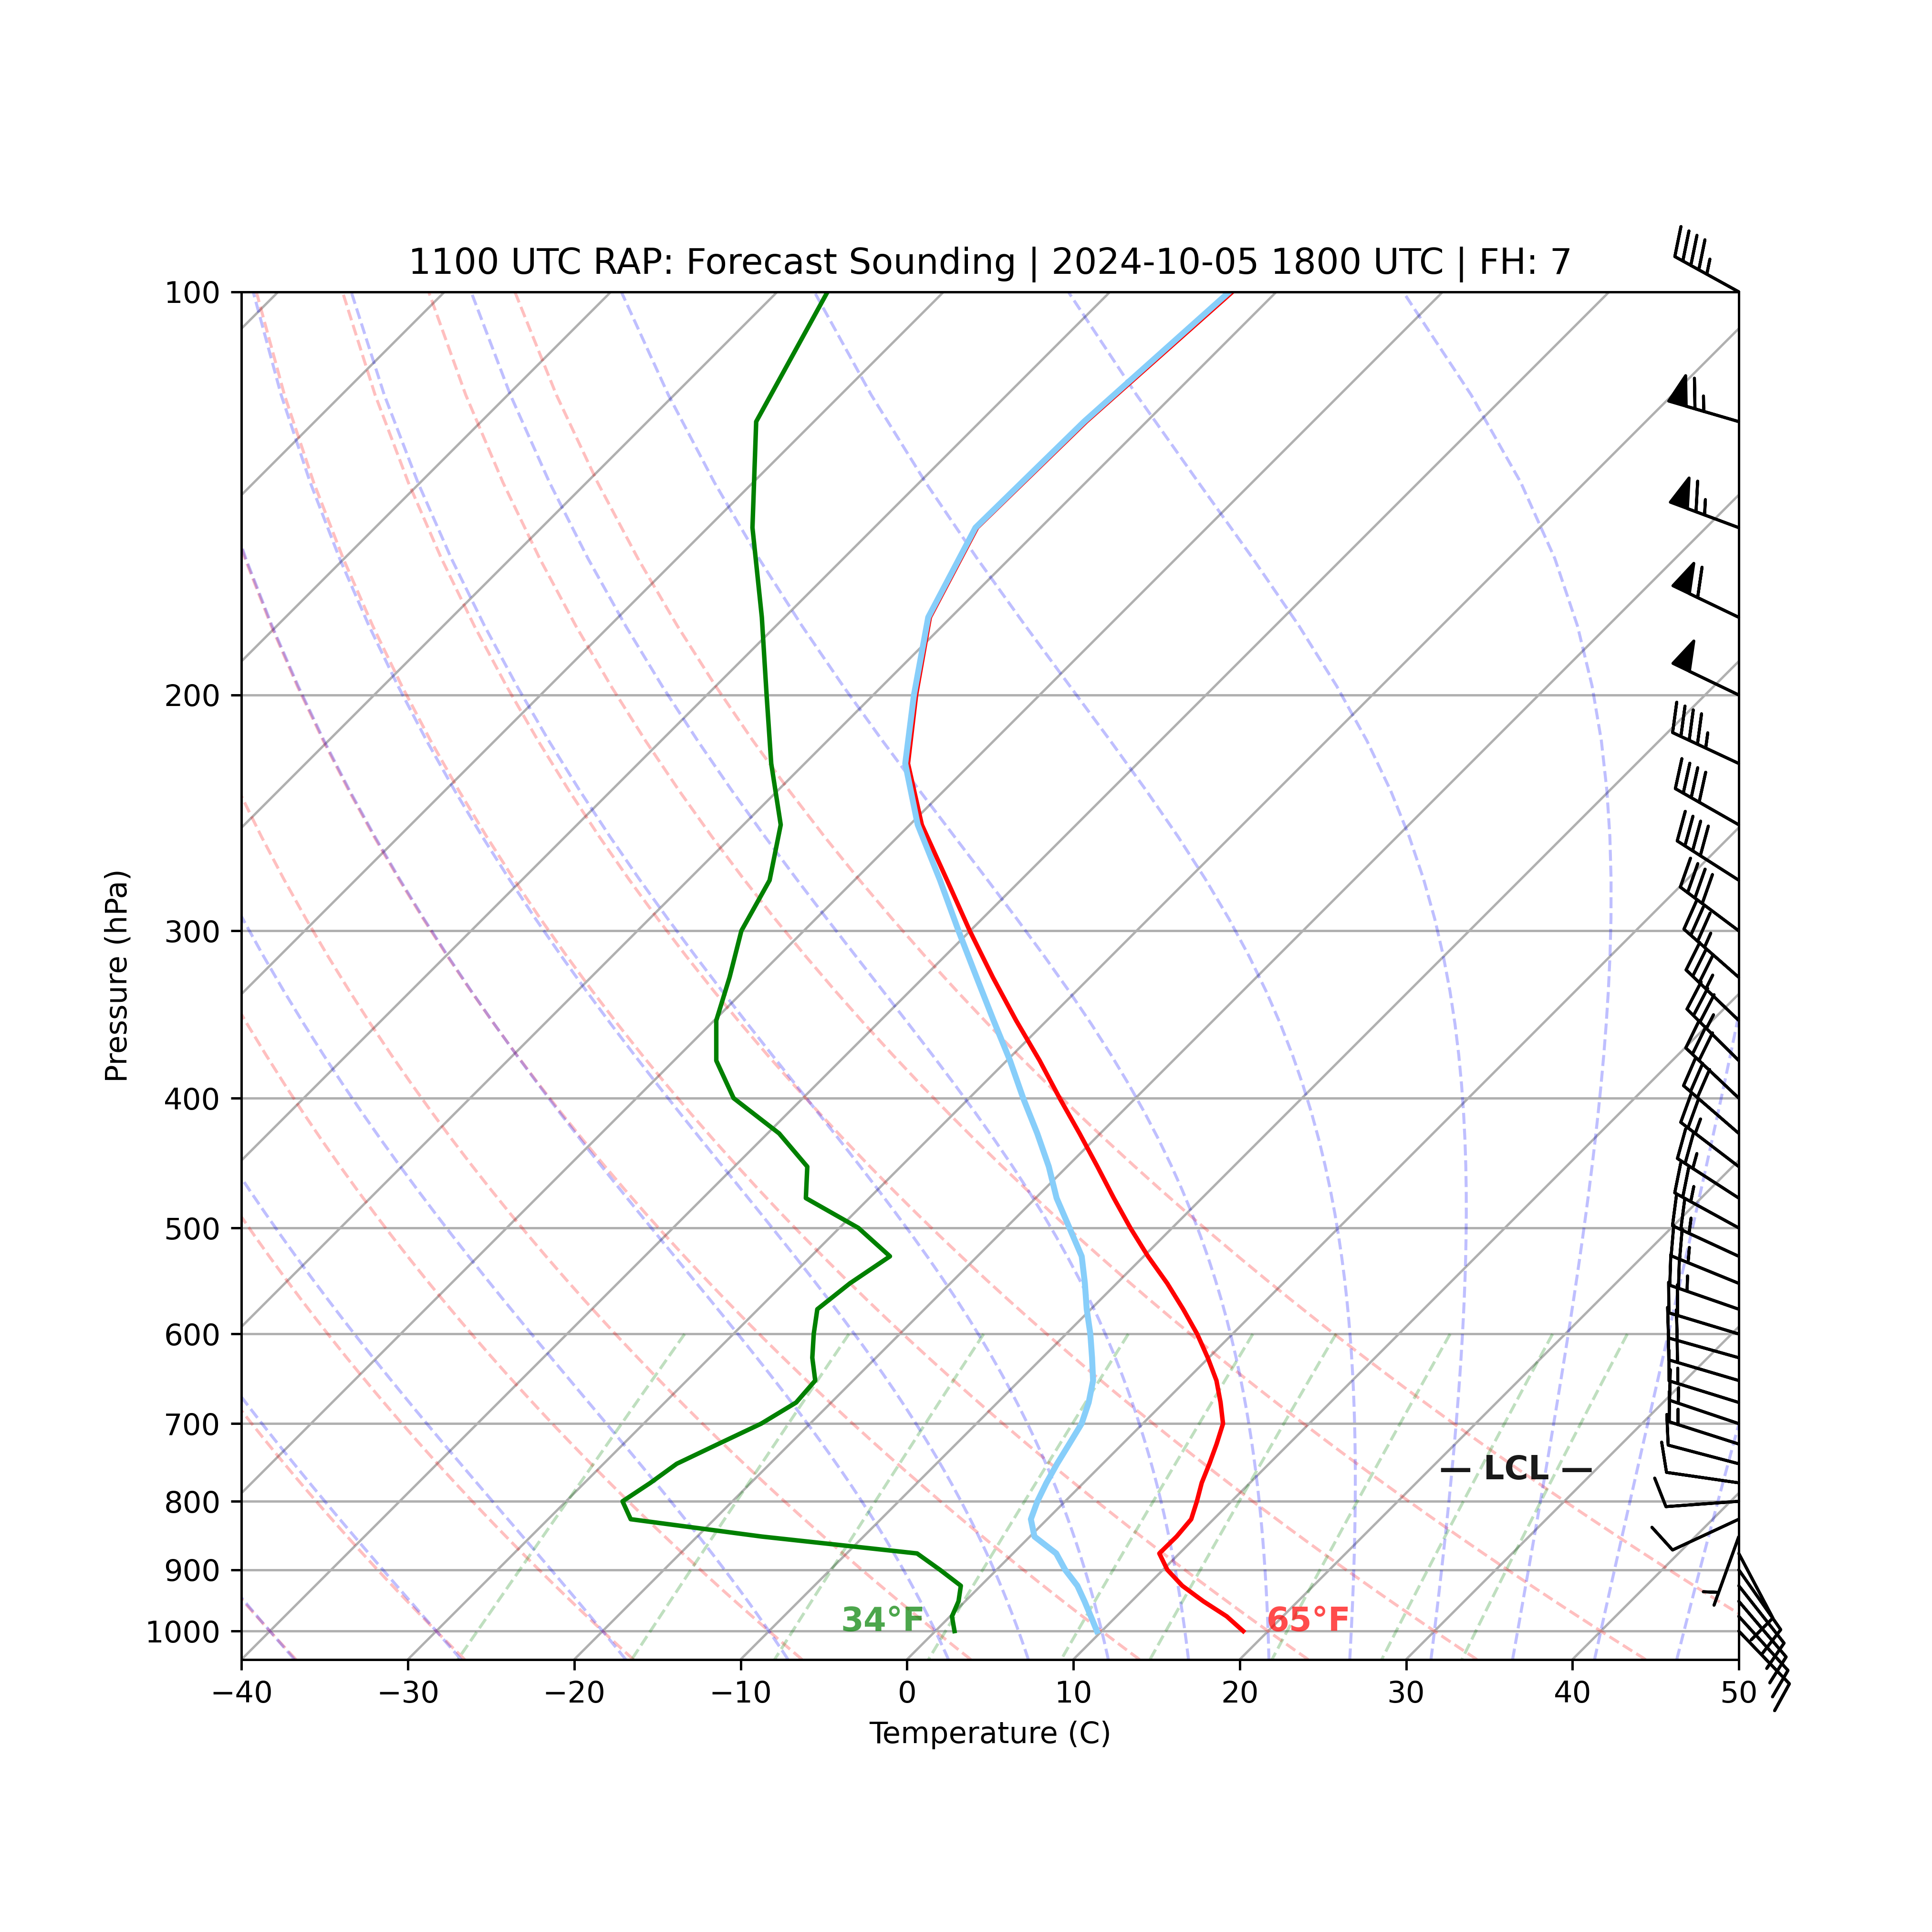 1100 UTC RAP: Forecast Sounding | 2024-10-05 1800 UTC | FH: 7
100
200
300
400
500
600
700
800
900
1000
Pressure (hPa)
— LCL —
34°F
65°F
−40 −30 −20 −10 0 10 20 30 40 50
Temperature (C)